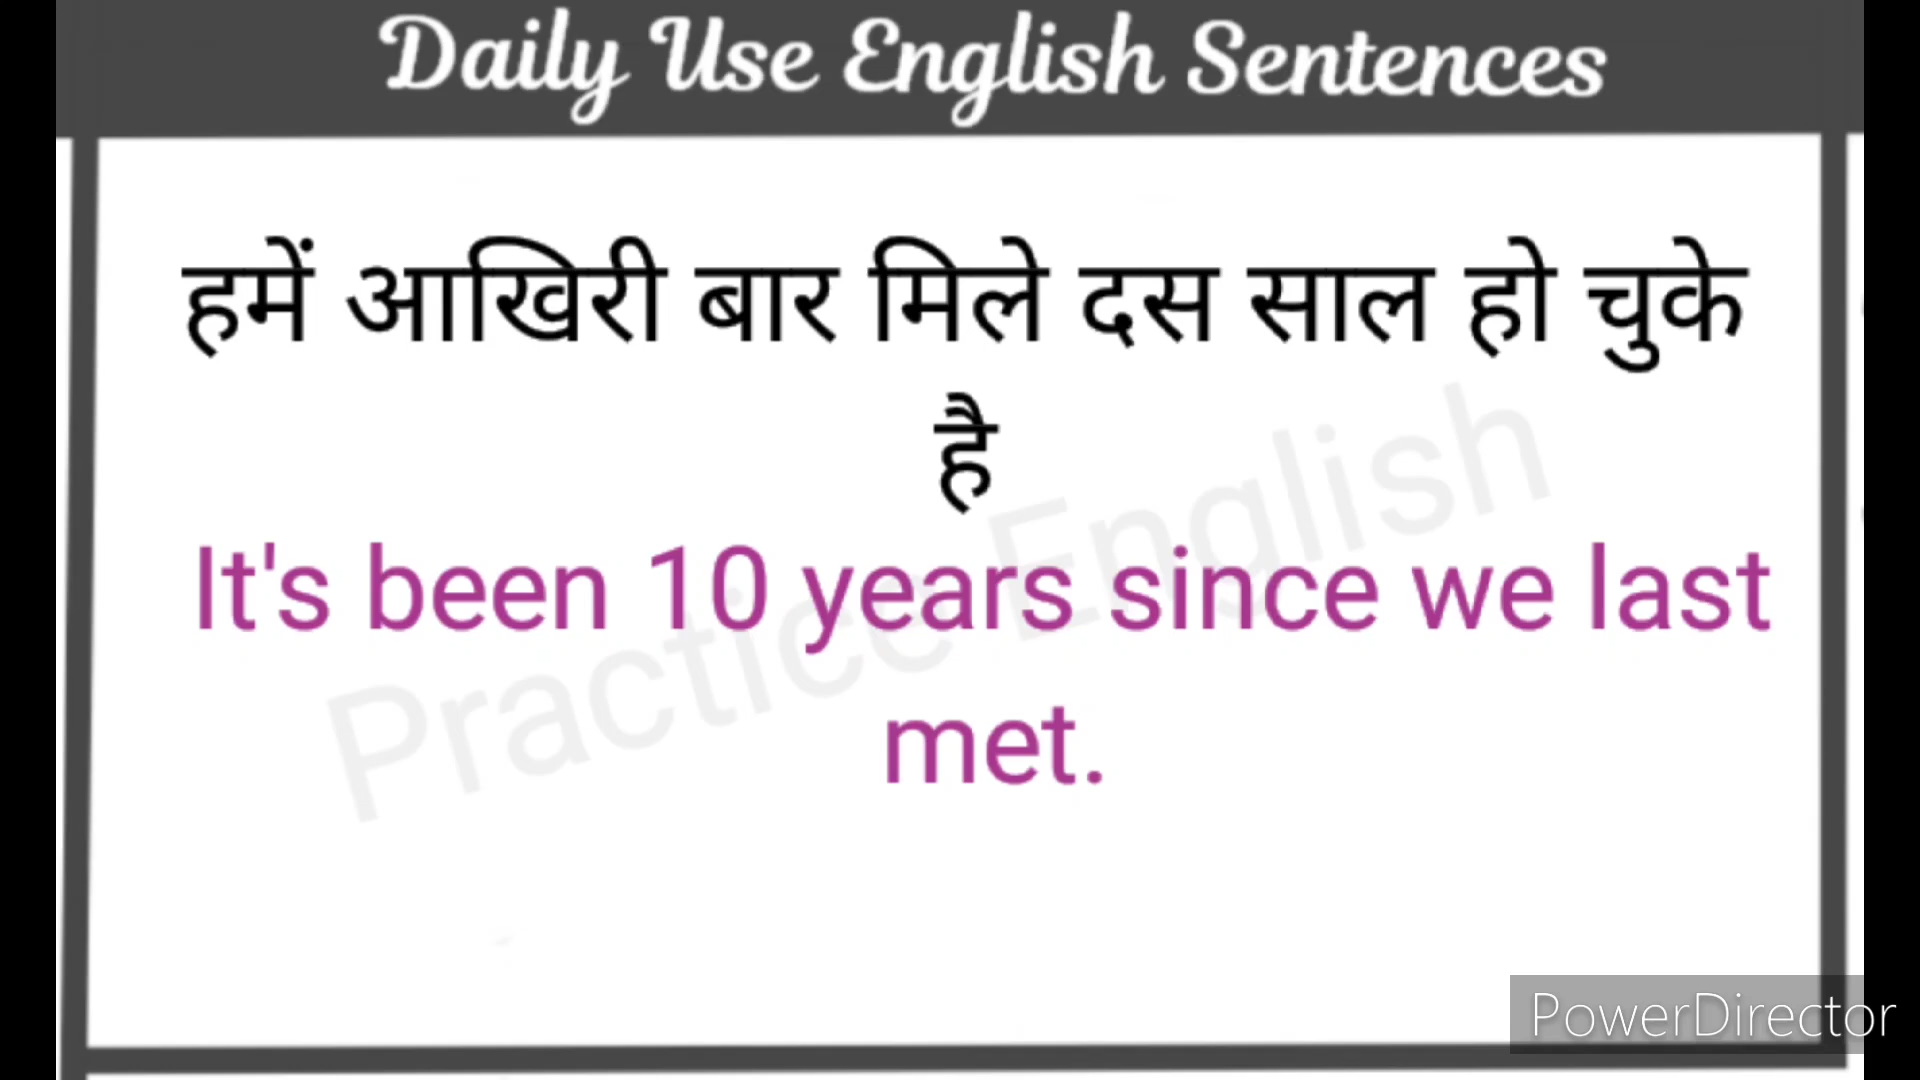 Daily Use English Sentences
हमें आखिरी बार मिले दस साल हो चुके
है
It's been 10 years since we last
met.
Practice English
PowerDirector